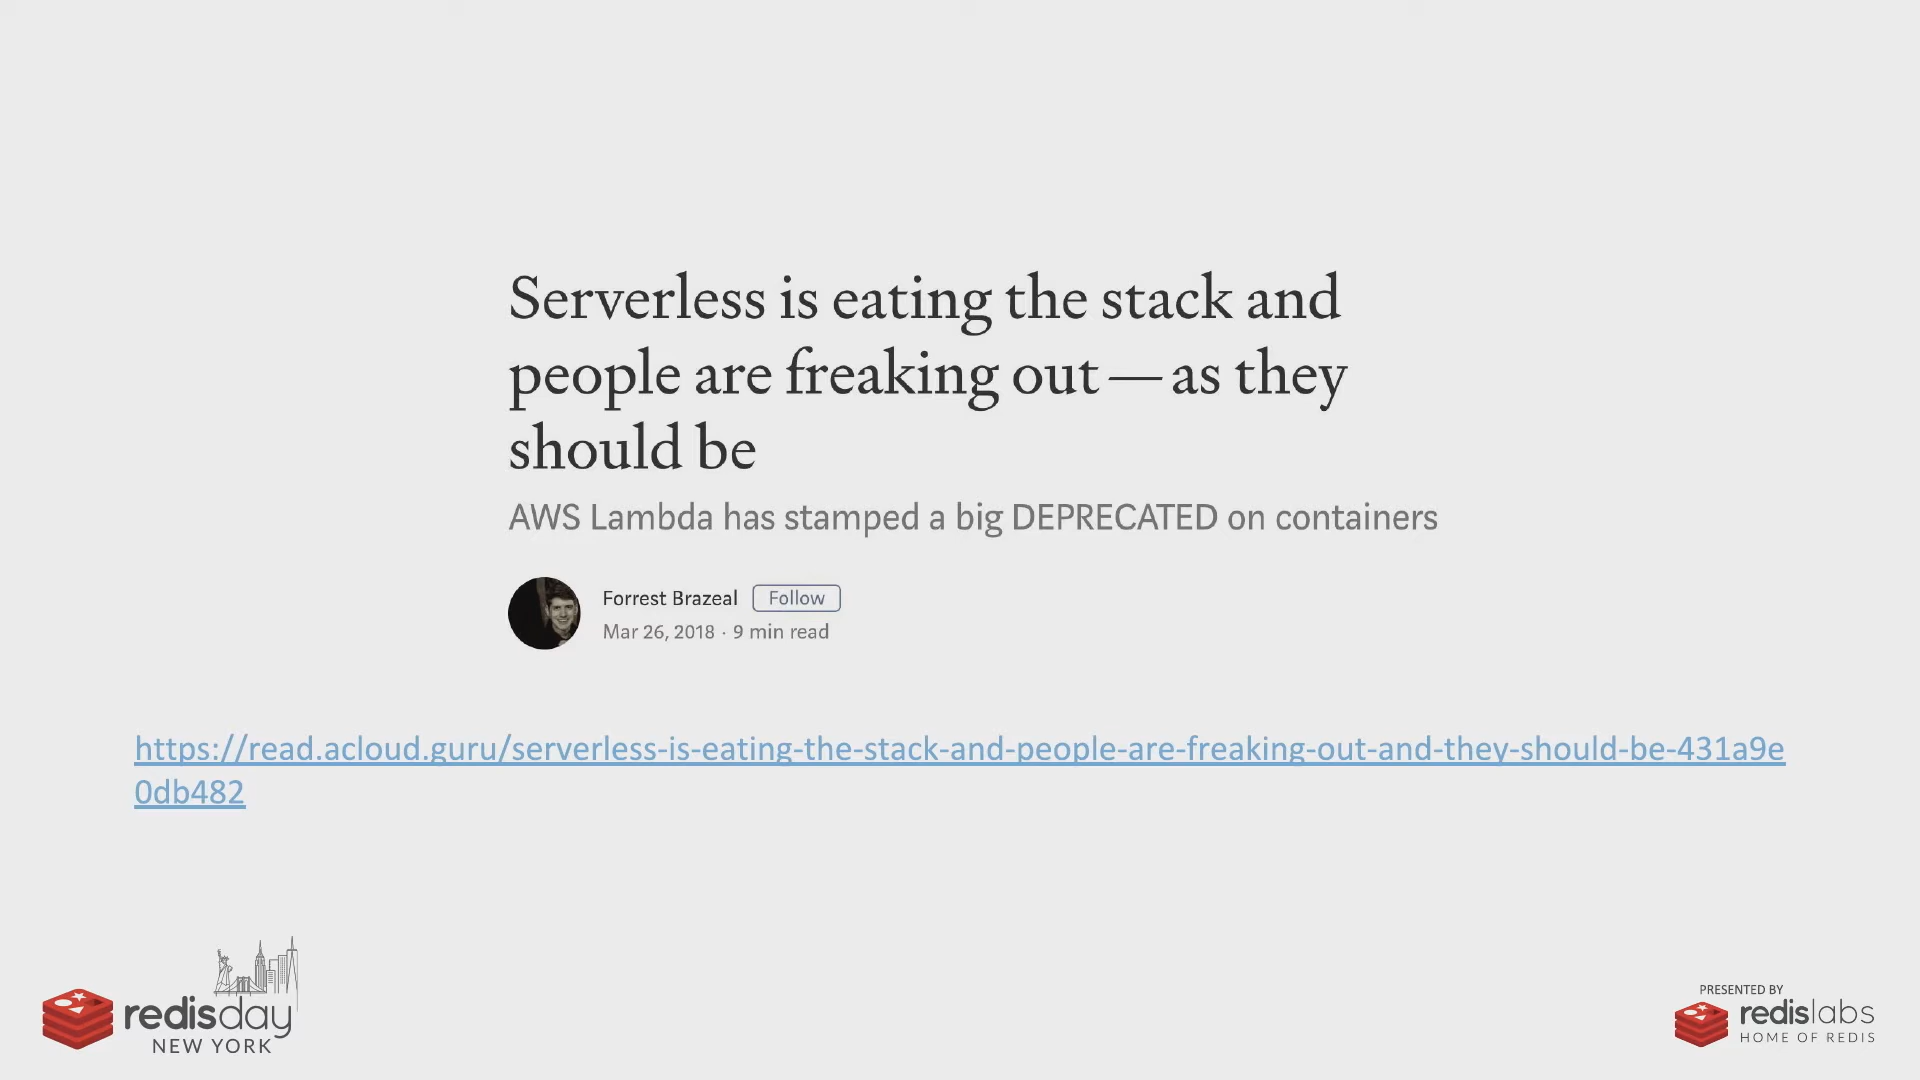 Serverless is eating the stack and
people are freaking out — as they
should be
AWS Lambda has stamped a big DEPRECATED on containers
Forrest Brazeal Follow
Mar 26, 2018 · 9 min read
https://read.acloud.guru/serverless-is-eating-the-stack-and-people-are-freaking-out-and-they-should-be-431a9e
0db482
redisday
NEW YORK
PRESENTED BY
redislabs
HOME OF REDIS